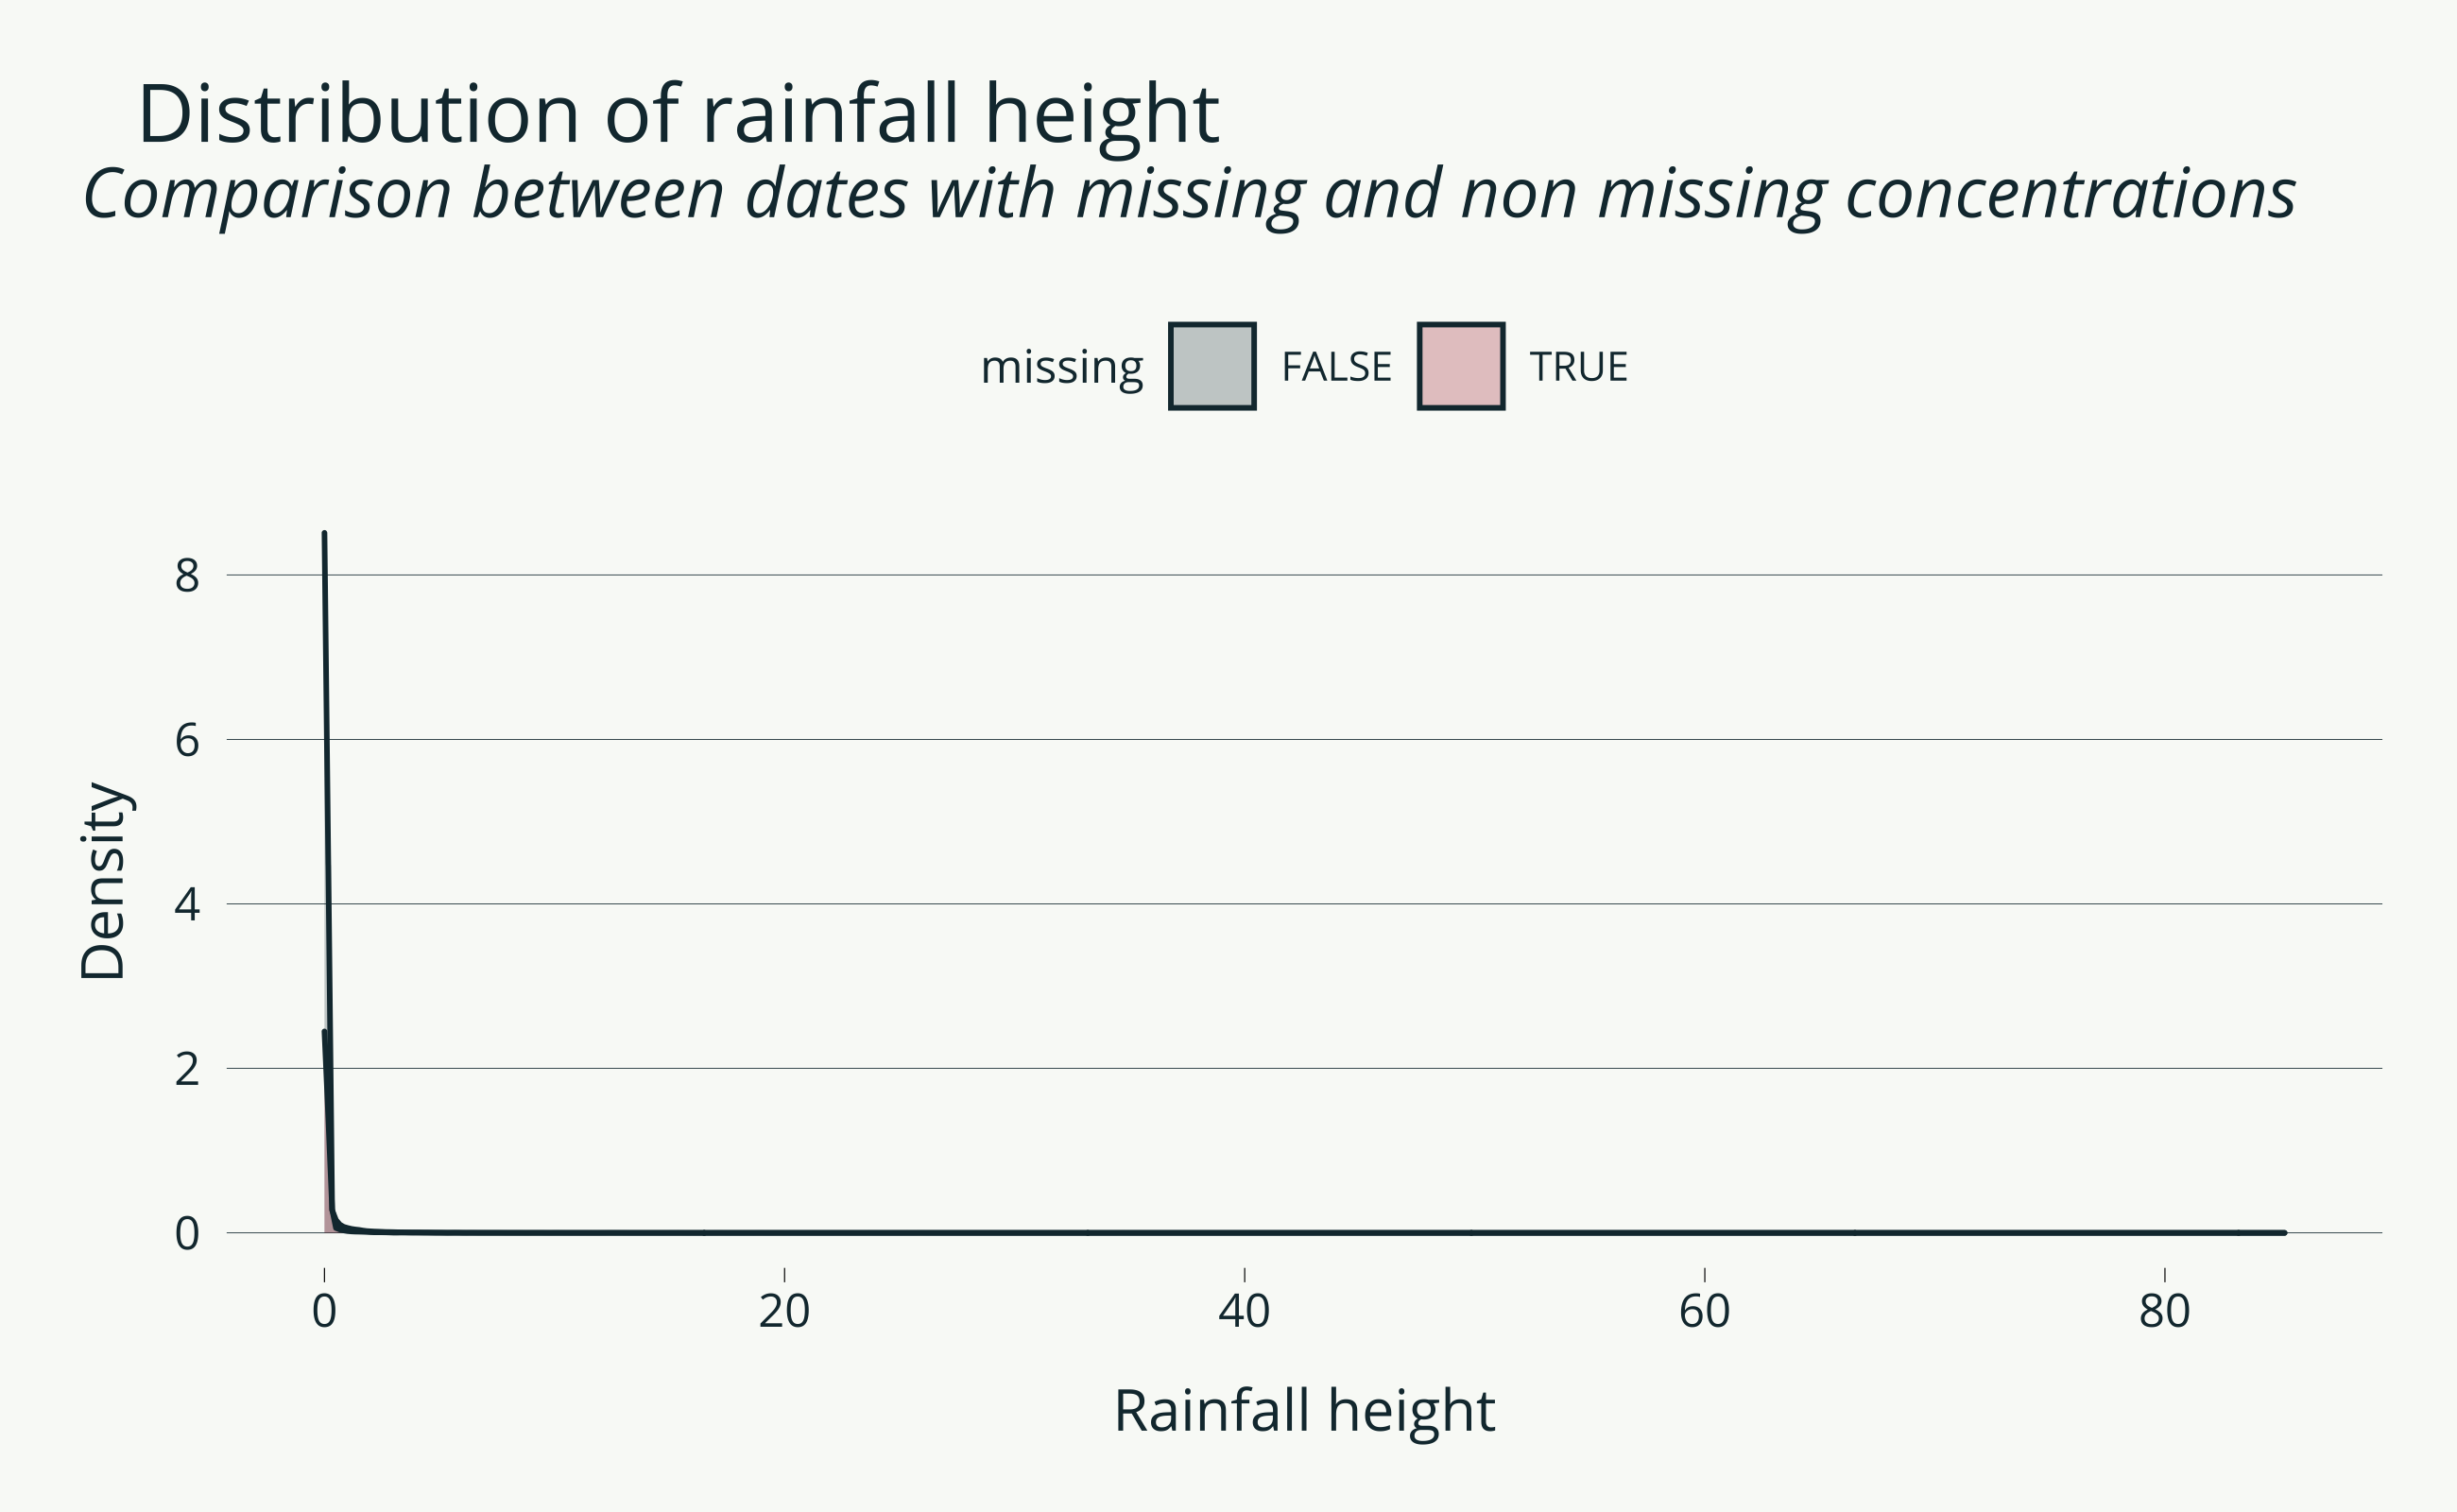 Distribution of rainfall height
Comparison between dates with missing and non missing concentrations
missing FALSE TRUE
8
6
4
2
0
Density
0 20 40 60 80
Rainfall height